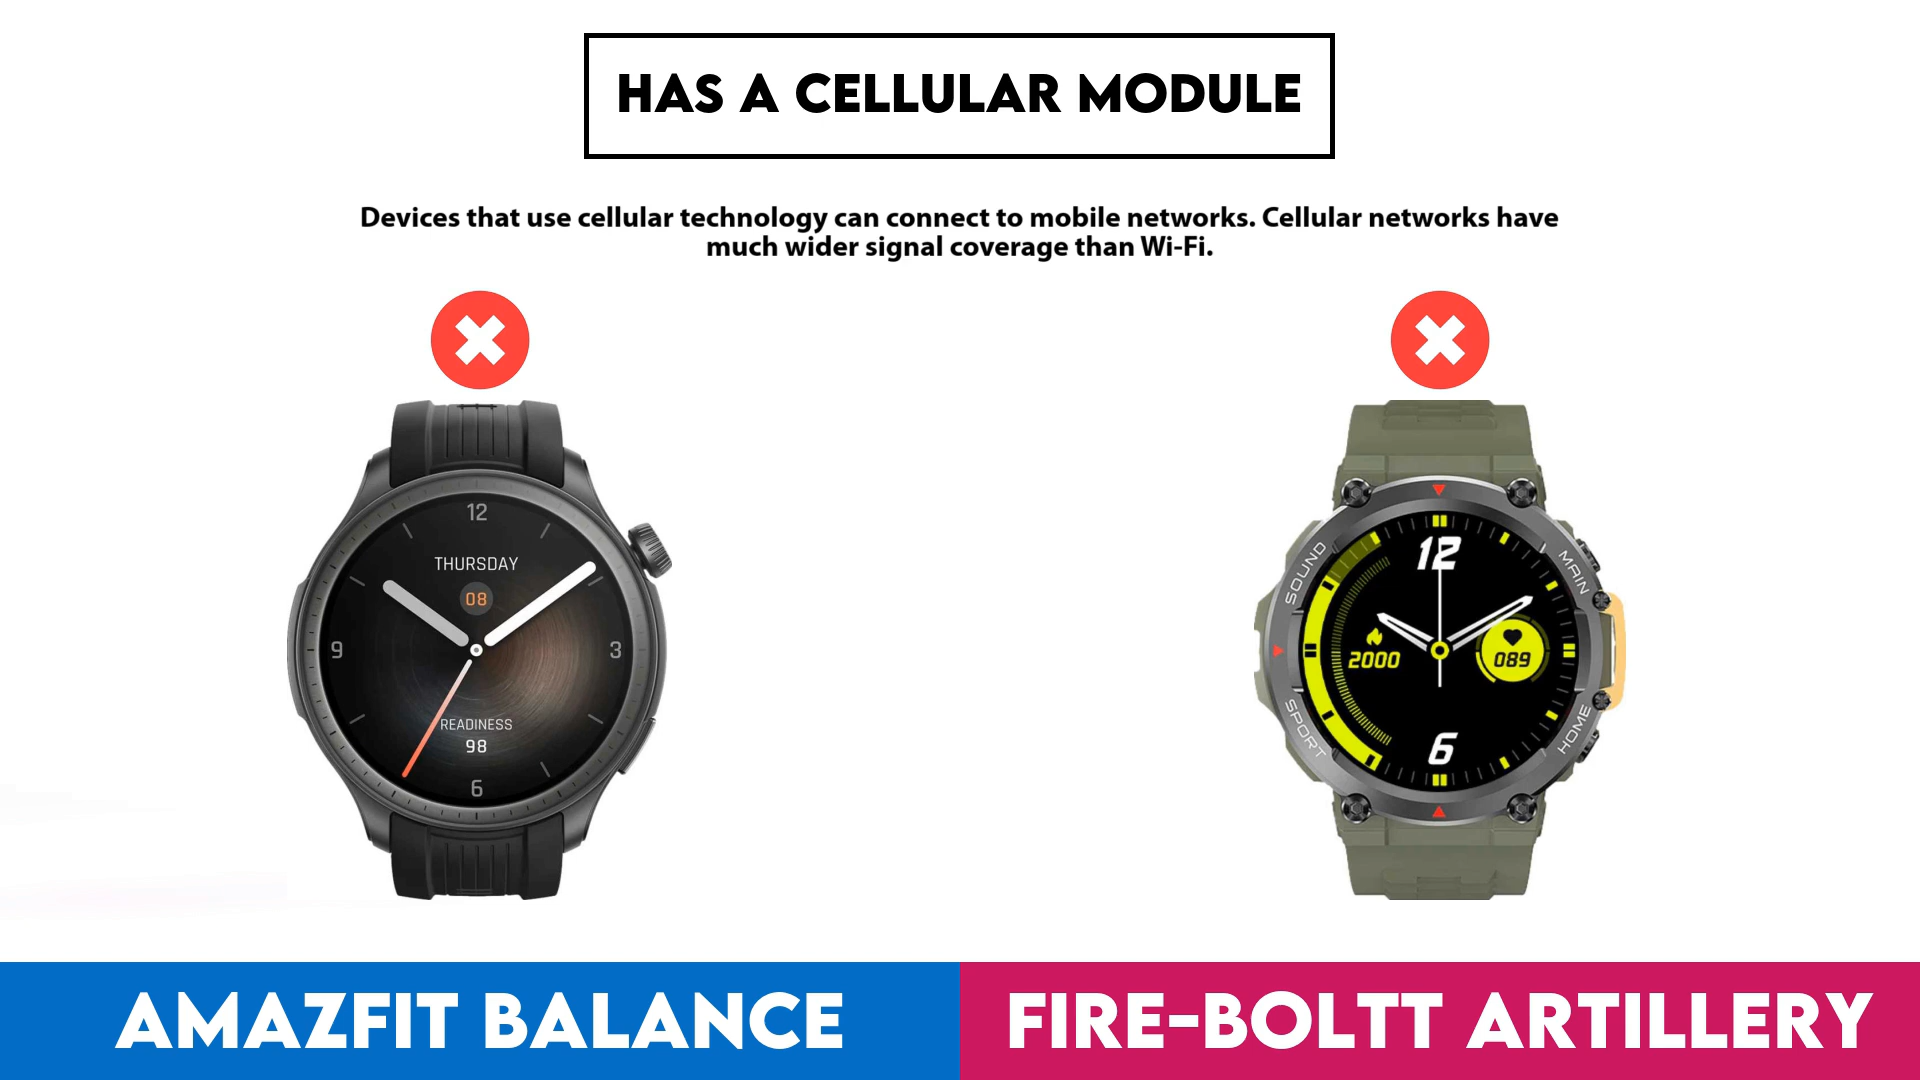 HAS A CELLULAR MODULE
Devices that use cellular technology can connect to mobile networks. Cellular networks have
much wider signal coverage than Wi-Fi.
12
THURSDAY
08
9
3
READINESS
98
6
SOUND
MAIN
12
2000
089
6
SPORT
HOME
AMAZFIT BALANCE
FIRE-BOLTT ARTILLERY